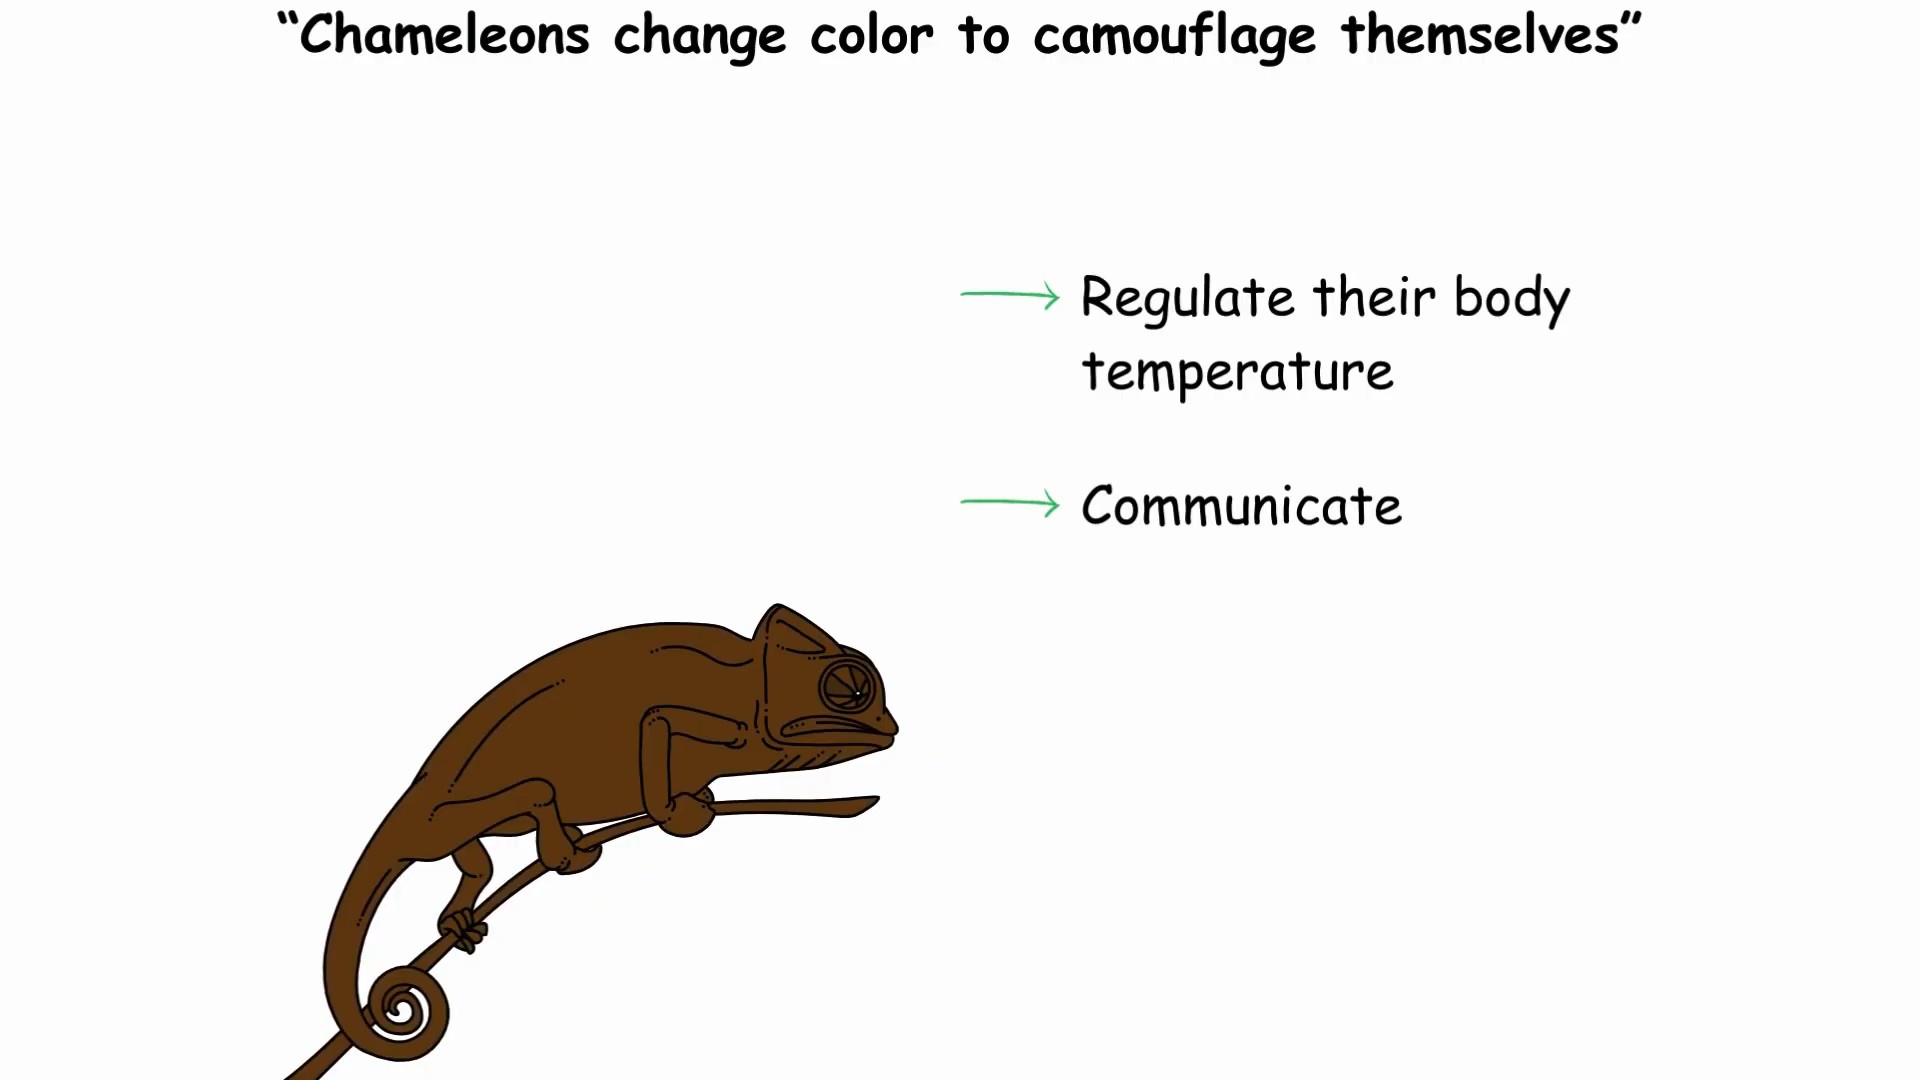 “Chameleons change color to camouflage themselves”
Regulate their body
temperature
Communicate